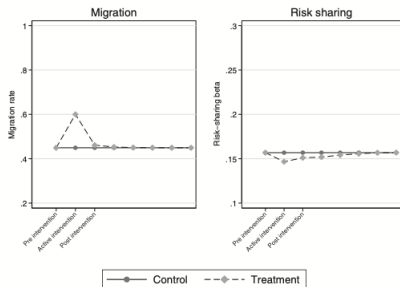 Migration
Migration rate
1
.8
.6
.4
.2
Pre intervention
Active intervention
Post intervention
Risk sharing
Risk-sharing beta
.3
.25
.2
.15
.1
Pre intervention
Active intervention
Post intervention
Control
Treatment